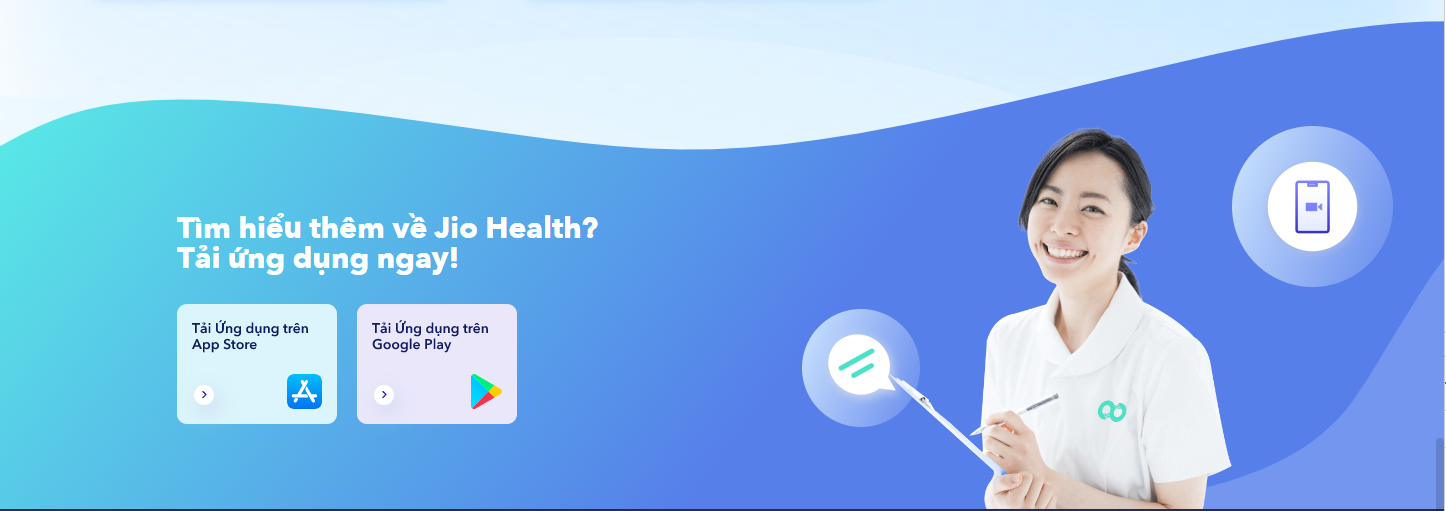 Tìm hiểu thêm về Jio Health?
Tải ứng dụng ngay!
Tải Ứng dụng trên
App Store
Tải Ứng dụng trên
Google Play